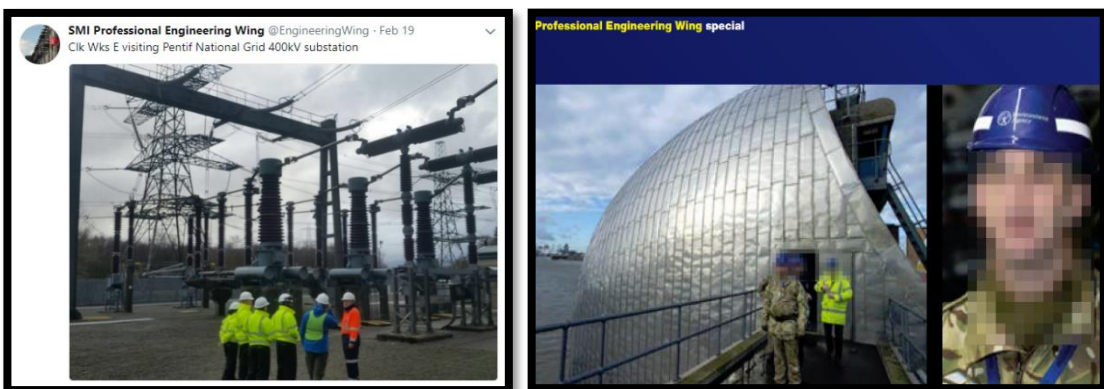 SMI Professional Engineering Wing @EngineeringWing · Feb 19
Clk Wks E visiting Pentif National Grid 400kV substation
Professional Engineering Wing special